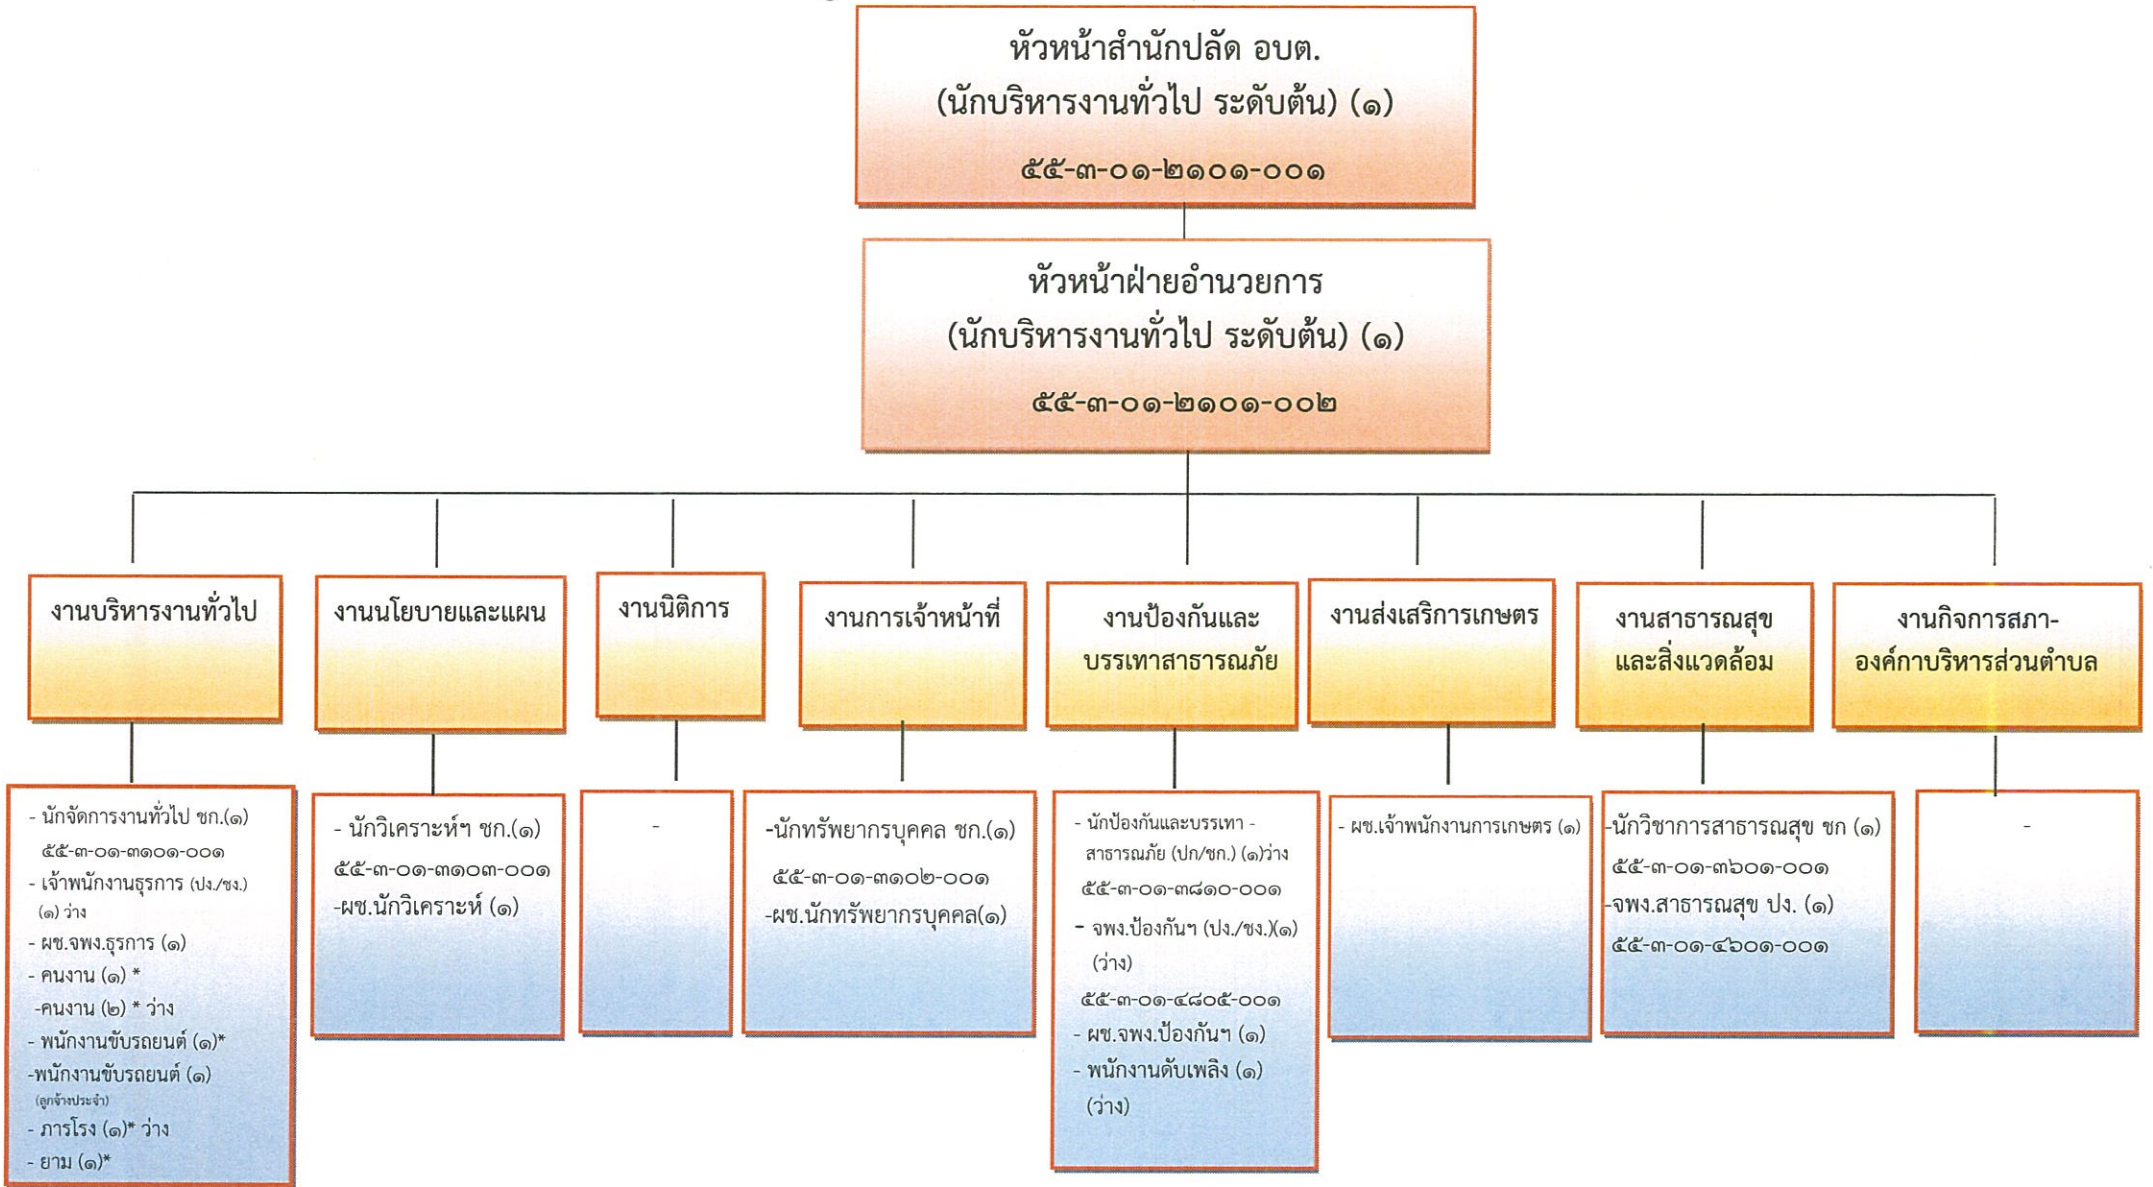 หัวหน้าสำนักปลัด อบต.
(นักบริหารงานทั่วไป ระดับต้น) (๑)
๕๕-๓-๐๑-๒๑๐๑-๐๐๑
หัวหน้าฝ่ายอำนวยการ
(นักบริหารงานทั่วไป ระดับต้น) (๑)
๕๕-๓-๐๑-๒๑๐๑-๐๐๒
งานบริหารงานทั่วไป
งานนโยบายและแผน
งานนิติการ
งานการเจ้าหน้าที่
งานป้องกันและ
บรรเทาสาธารณภัย
งานส่งเสริการเกษตร
งานสาธารณสุข
และสิ่งแวดล้อม
งานกิจการสภา-
องค์กาบริหารส่วนตำบล
- นักจัดการงานทั่วไป ชก.(๑)
๕๕-๓-๐๑-๓๑๐๑-๐๐๑
- เจ้าพนักงานธุรการ (ปง./ชง.)
(๑) ว่าง
- ผช.จพง.ธุรการ (๑)
- คนงาน (๑) *
-คนงาน (๒) * ว่าง
- พนักงานขับรถยนต์ (๑)*
-พนักงานขับรถยนต์ (๑)
(ลูกจ้างประจำ)
- ภารโรง (๑)* ว่าง
- ยาม (๑)*
- นักวิเคราะห์ฯ ชก.(๑)
๕๕-๓-๐๑-๓๑๐๓-๐๐๑
-ผช.นักวิเคราะห์ (๑)
-
-นักทรัพยากรบุคคล ชก.(๑)
๕๕-๓-๐๑-๓๑๐๒-๐๐๑
-ผช.นักทรัพยากรบุคคล(๑)
- นักป้องกันและบรรเทา -
สาธารณภัย (ปก/ชก.) (๑)ว่าง
๕๕-๓-๐๑-๓๘๑๐-๐๐๑
- จพง.ป้องกันฯ (ปง./ชง.)(๑)
(ว่าง)
๕๕-๓-๐๑-๔๘๐๕-๐๐๑
- ผช.จพง.ป้องกันฯ (๑)
- พนักงานดับเพลิง (๑)
(ว่าง)
- ผช.เจ้าพนักงานการเกษตร (๑)
-นักวิชาการสาธารณสุข ชก (๑)
๕๕-๓-๐๑-๓๖๐๑-๐๐๑
-จพง.สาธารณสุข ปง. (๑)
๕๕-๓-๐๑-๔๖๐๑-๐๐๑
-